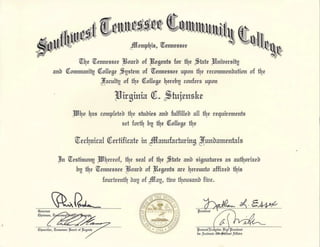 Southwest Tennessee Community College
Memphis, Tennessee
The Tennessee Board of Regents for the State University
and Community College System of Tennessee upon the recommendation of the
Faculty of the College hereby confers upon
Virginia C. Stujenske
Who has completed the studies and fulfilled all the requirements
set forth by the College the
Technical Certificate in Manufacturing Fundamentals
In Testimony Whereof, the seal of the State and signatures as authorized
by the Tennessee Board of Regents are hereunto affixed this
fourteenth day of May, two thousand five.
President
Chancellor, Tennessee Board of Regents